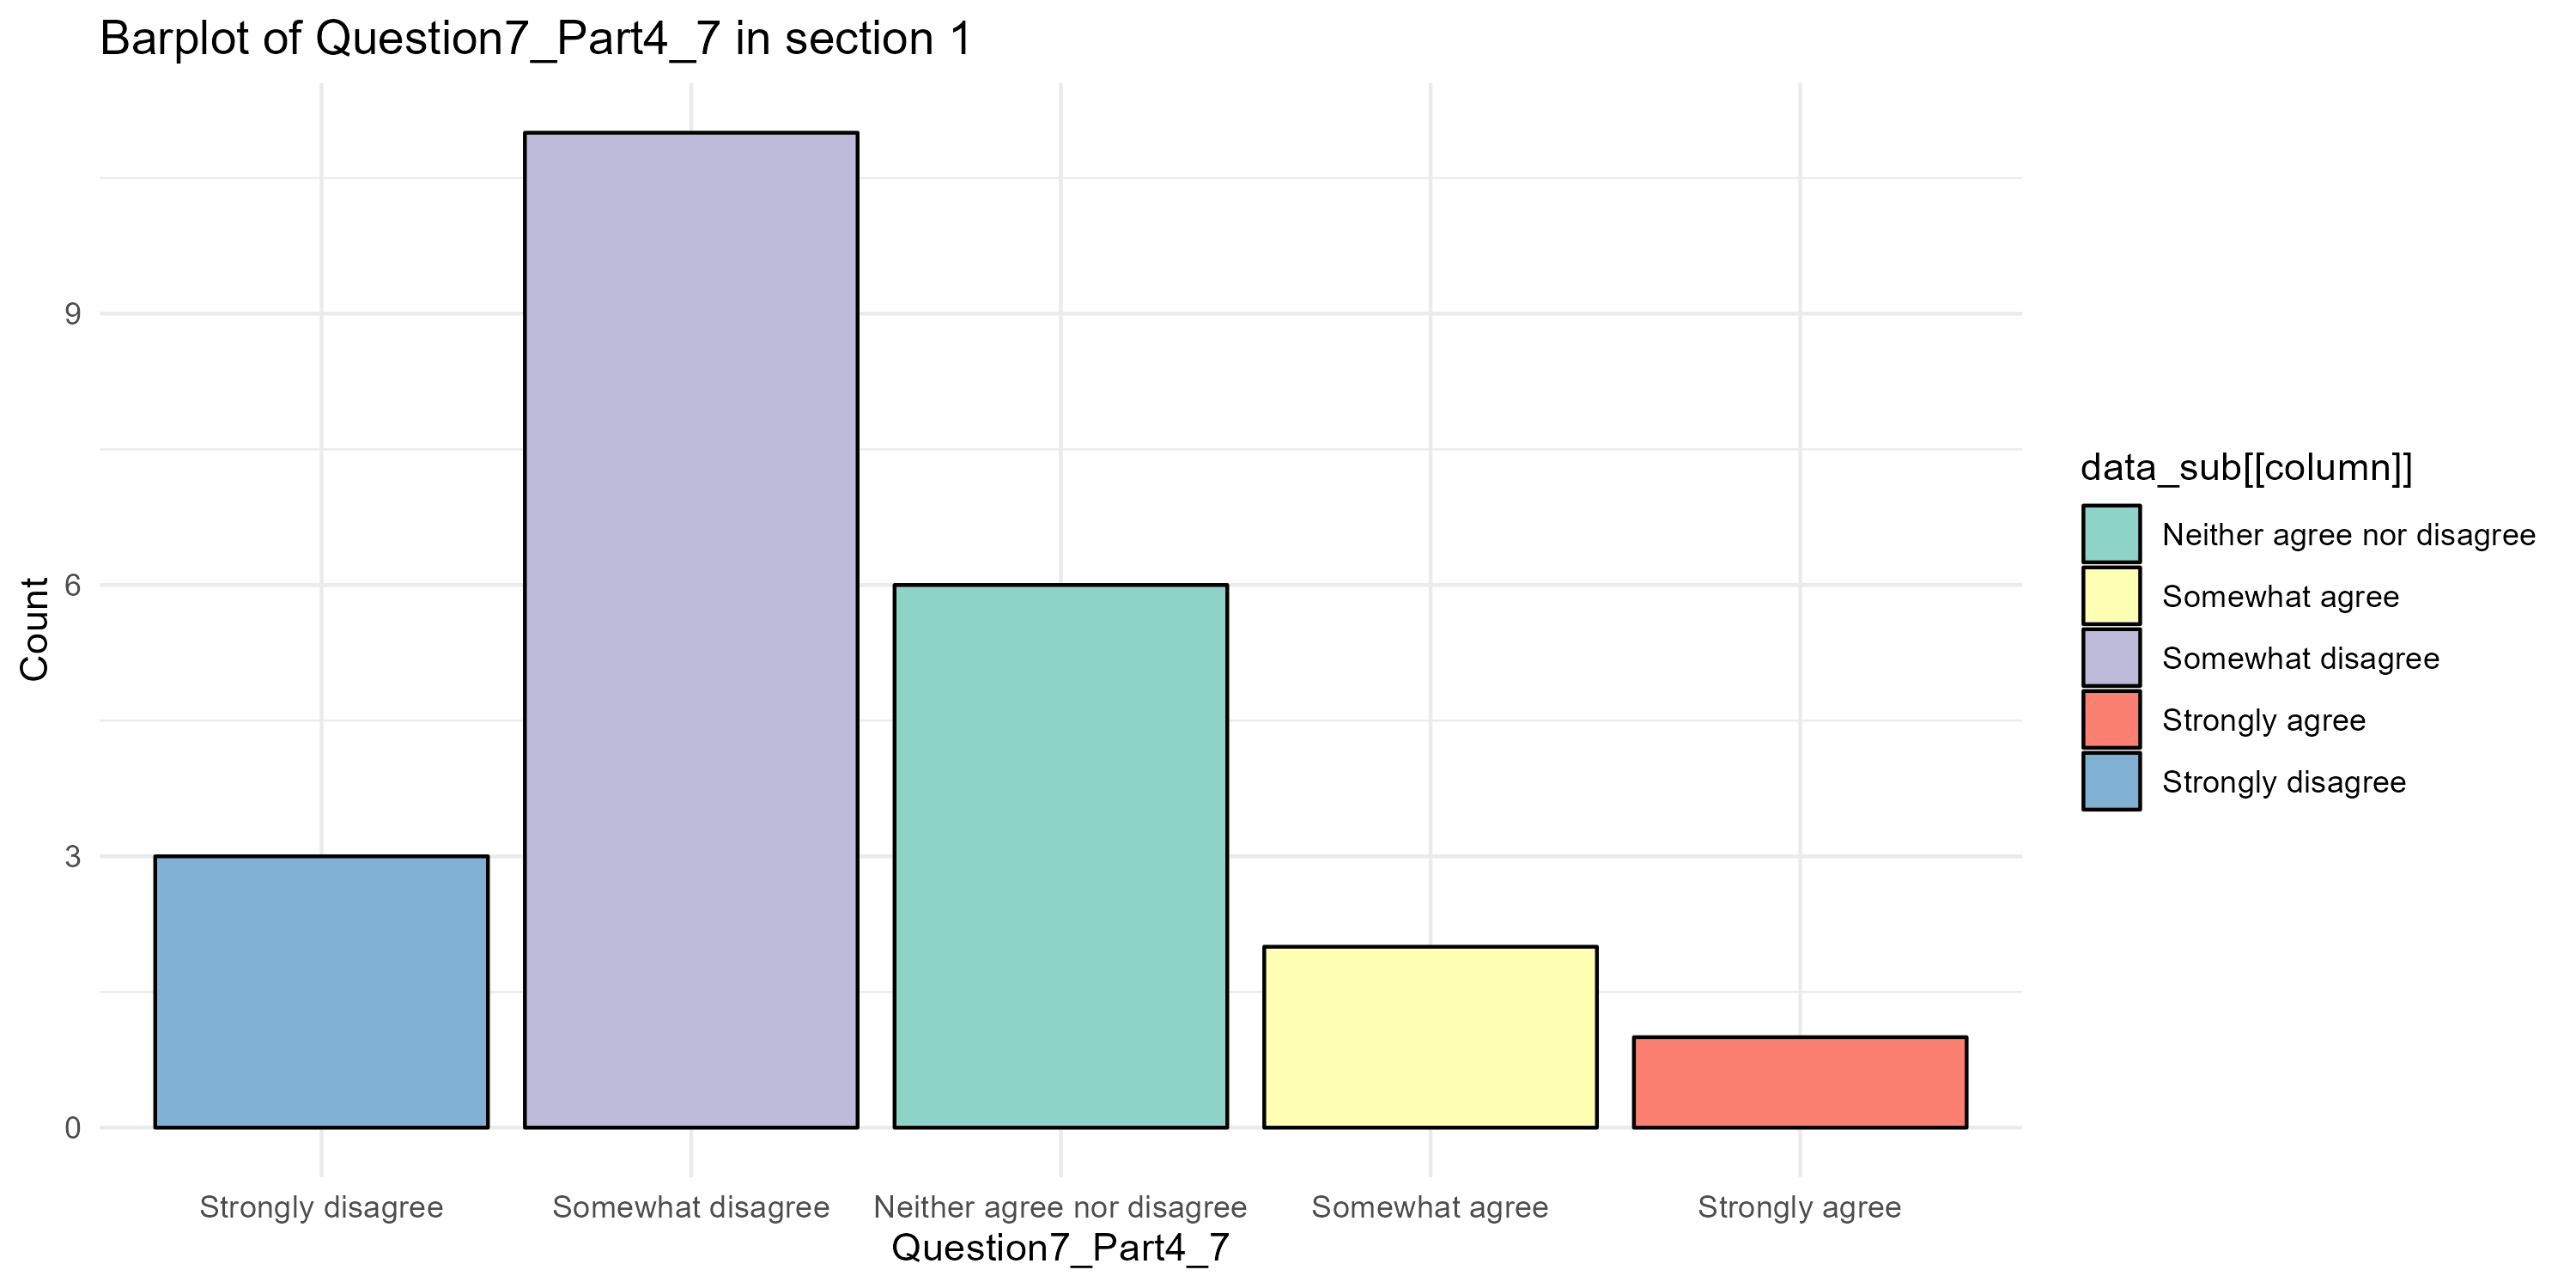 Barplot of Question7_Part4_7 in section 1
Count
9
6
3
0
Strongly disagree
Somewhat disagree
Neither agree nor disagree
Somewhat agree
Strongly agree
Question7_Part4_7
data_sub[[column]]
Neither agree nor disagree
Somewhat agree
Somewhat disagree
Strongly agree
Strongly disagree